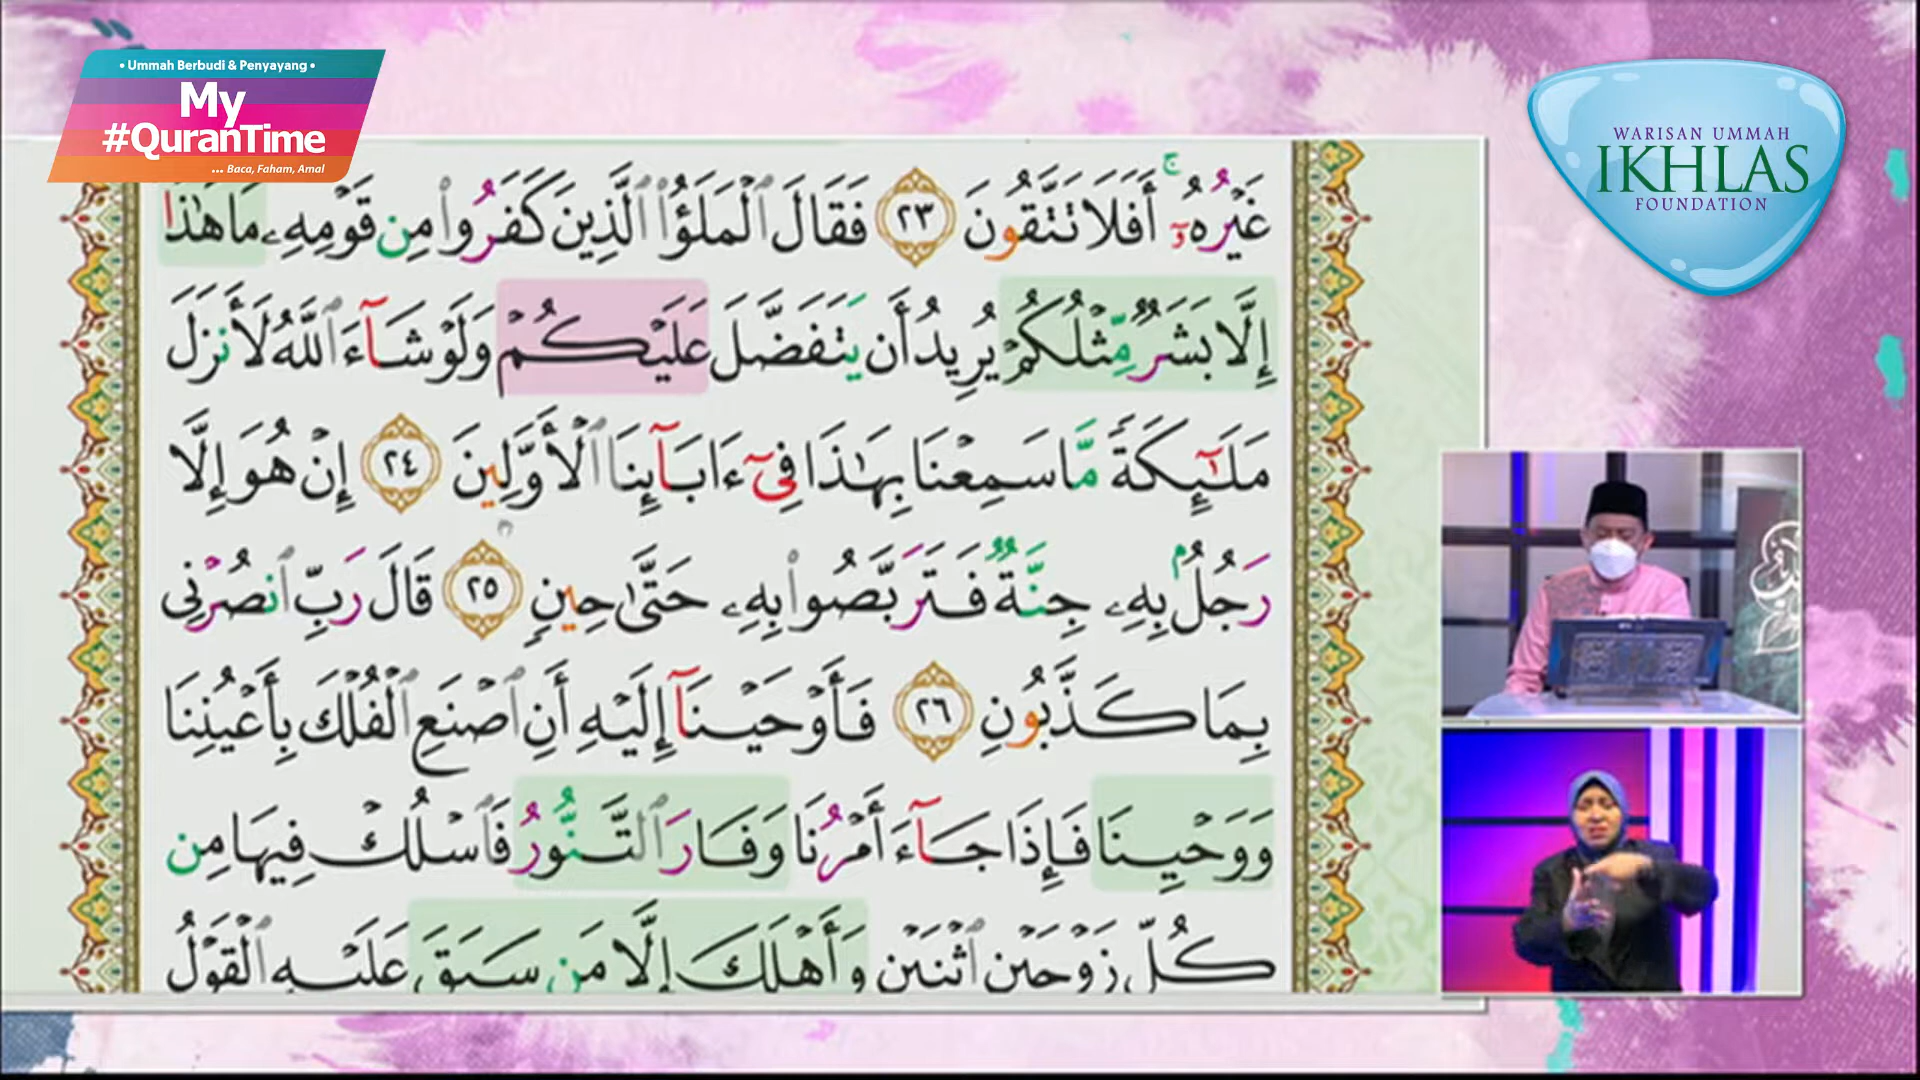 • Ummah Berbudi & Penyayang •
My
#QuranTime
... Baca, Faham, Amal
WARISAN UMMAH
IKHLAS
FOUNDATION
غَيْرُهُۥٓ ۚ أَفَلَا تَتَّقُونَ ٢٣ فَقَالَ ٱلْمَلَؤُا۟ ٱلَّذِينَ كَفَرُوا۟ مِن قَوْمِهِۦ مَا هَٰذَا
إِلَّا بَشَرٌ مِّثْلُكُمْ يُرِيدُ أَن يَتَفَضَّلَ عَلَيْكُمْ وَلَوْ شَآءَ ٱللَّهُ لَأَنزَلَ
مَلَٰٓئِكَةً مَّا سَمِعْنَا بِهَٰذَا فِىٓ ءَابَآئِنَا ٱلْأَوَّلِينَ ٢٤ إِنْ هُوَ إِلَّا
رَجُلٌۢ بِهِۦ جِنَّةٌ فَتَرَبَّصُوا۟ بِهِۦ حَتَّىٰ حِينٍ ٢٥ قَالَ رَبِّ ٱنصُرْنِى
بِمَا كَذَّبُونِ ٢٦ فَأَوْحَيْنَآ إِلَيْهِ أَنِ ٱصْنَعِ ٱلْفُلْكَ بِأَعْيُنِنَا
وَوَحْيِنَا فَإِذَا جَآءَ أَمْرُنَا وَفَارَ ٱلتَّنُّورُ فَٱسْلُكْ فِيهَا مِن
كُلٍّ زَوْجَيْنِ ٱثْنَيْنِ وَأَهْلَكَ إِلَّا مَن سَبَقَ عَلَيْهِ ٱلْقَوْلُ